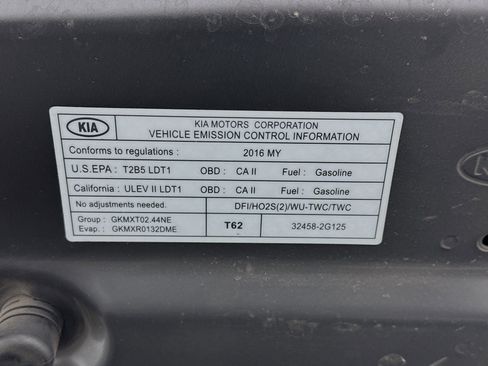 KIA
KIA MOTORS CORPORATION
VEHICLE EMISSION CONTROL INFORMATION
Conforms to regulations : 2016 MY
U.S.EPA : T2B5 LDT1 OBD : CA II Fuel : Gasoline
California : ULEV II LDT1 OBD : CA II Fuel : Gasoline
No adjustments needed. DFI/HO2S(2)/WU-TWC/TWC
Group : GKMXT02.44NE
Evap. : GKMXR0132DME
T62
32458-2G125